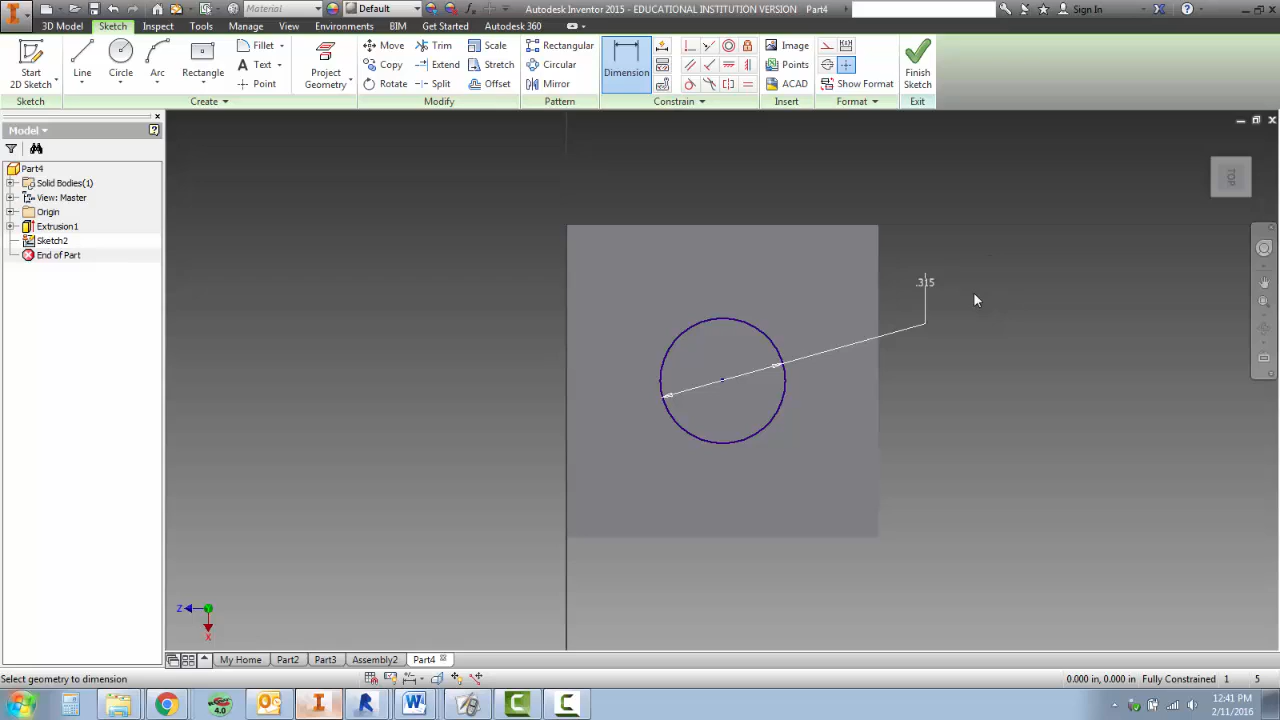 Material Default Autodesk Inventor 2015 - EDUCATIONAL INSTITUTION VERSION Part4 Sign In
3D Model Sketch Inspect Tools Manage View Environments BIM Get Started Autodesk 360
Start 2D Sketch
Line
Circle
Arc
Rectangle
Fillet
Text
Point
Project Geometry
Move
Copy
Rotate
Trim
Extend
Split
Scale
Stretch
Offset
Rectangular
Circular
Mirror
Dimension
Image
Points
ACAD
Show Format
Finish Sketch
Sketch Create Modify Pattern Constrain Insert Format Exit
Model
Part4
Solid Bodies(1)
View: Master
Origin
Extrusion1
Sketch2
End of Part
TOP
.315
Z
X
My Home Part2 Part3 Assembly2 Part4
Select geometry to dimension 0.000 in, 0.000 in Fully Constrained 1 5
4.0
12:41 PM
2/11/2016